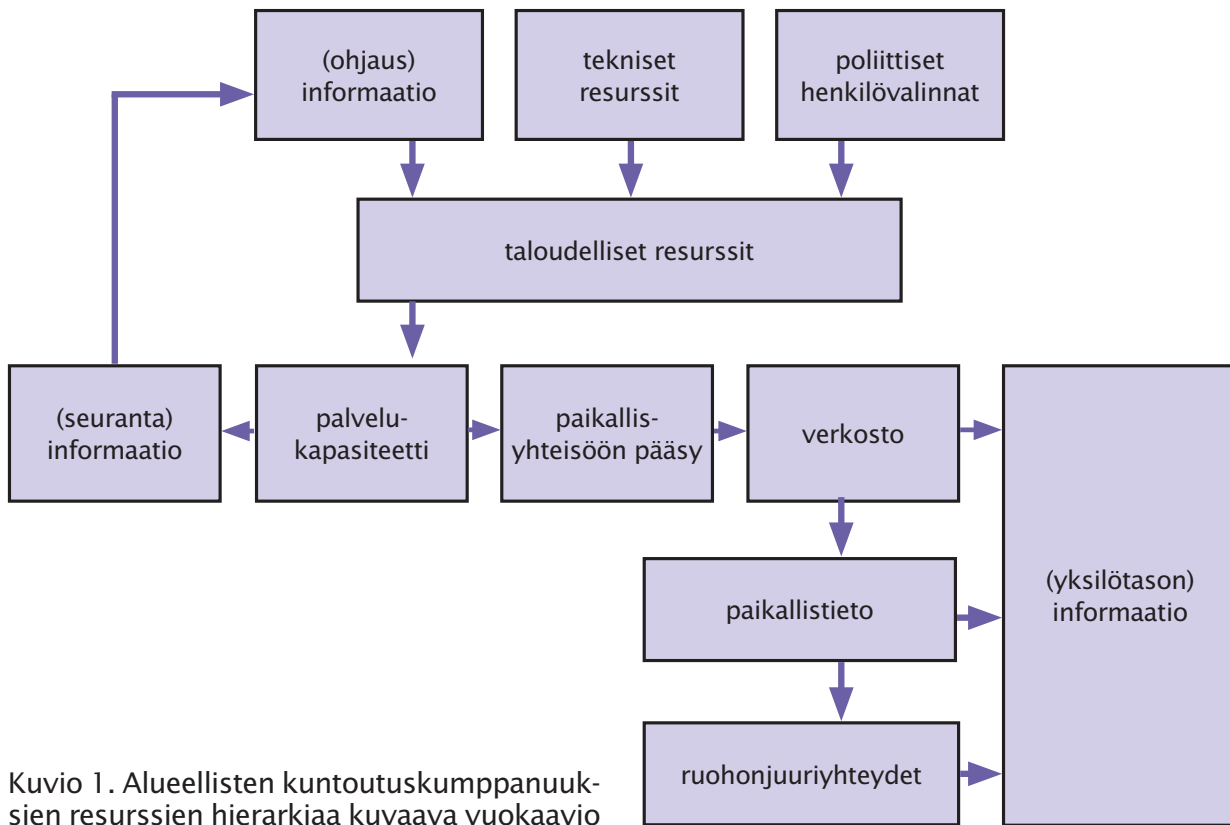 (ohjaus)
informaatio
tekniset
resurssit
poliittiset
henkilövalinnat
taloudelliset resurssit
(seuranta)
informaatio
palvelu-
kapasiteetti
paikallis-
yhteisöön pääsy
verkosto
(yksilötason)
informaatio
paikallistieto
ruohonjuuriyhteydet
Kuvio 1. Alueellisten kuntoutuskumppanuuk-
sien resurssien hierarkiaa kuvaava vuokaavio